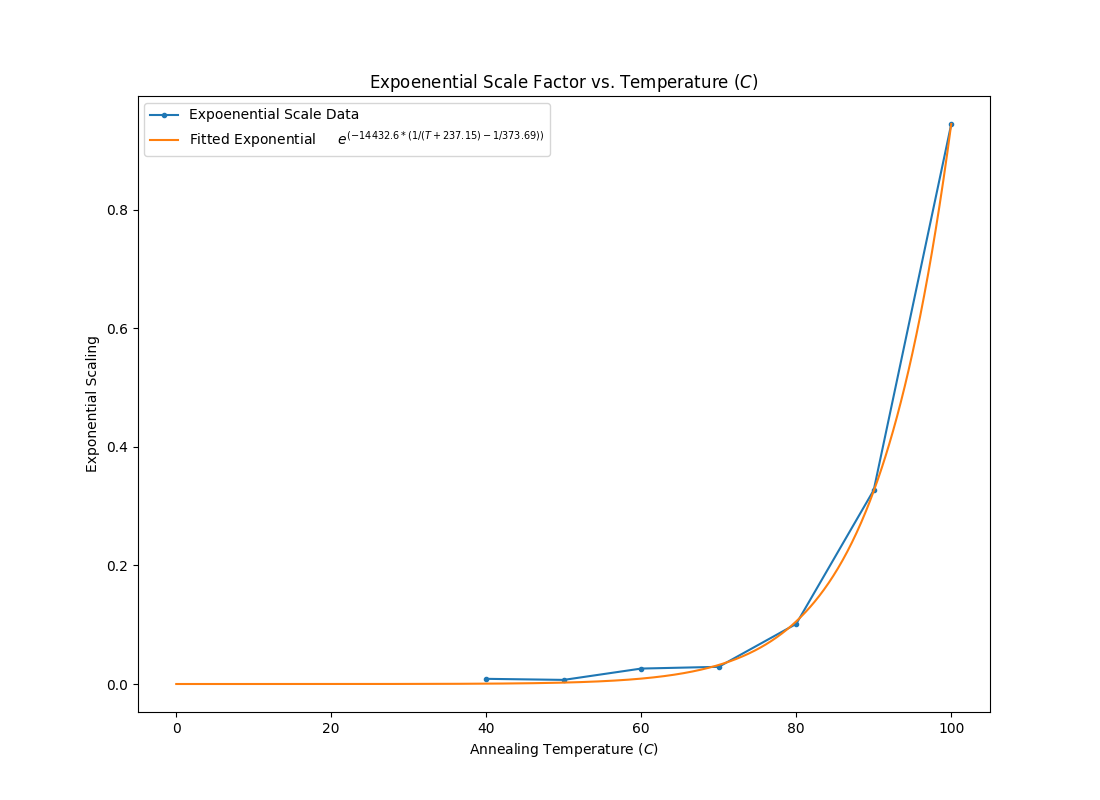 Expoenential Scale Factor vs. Temperature (C)
Expoenential Scale Data
Fitted Exponential e^(−14432.6*(1/(T+237.15)−1/373.69))
Exponential Scaling
0.8
0.6
0.4
0.2
0.0
0 20 40 60 80 100
Annealing Temperature (C)